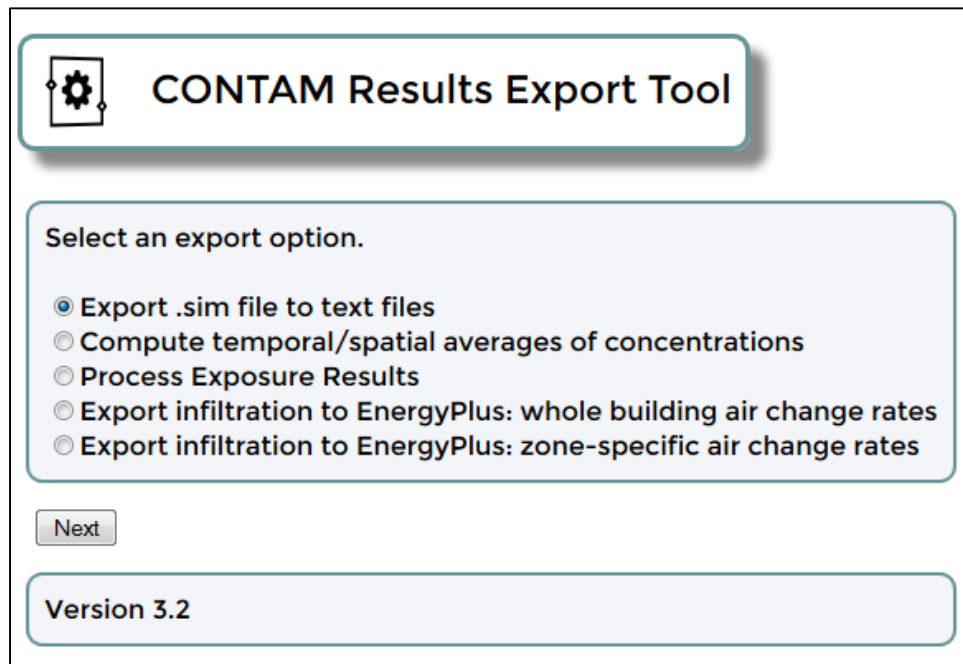 CONTAM Results Export Tool
Select an export option.
Export .sim file to text files
Compute temporal/spatial averages of concentrations
Process Exposure Results
Export infiltration to EnergyPlus: whole building air change rates
Export infiltration to EnergyPlus: zone-specific air change rates
Next
Version 3.2